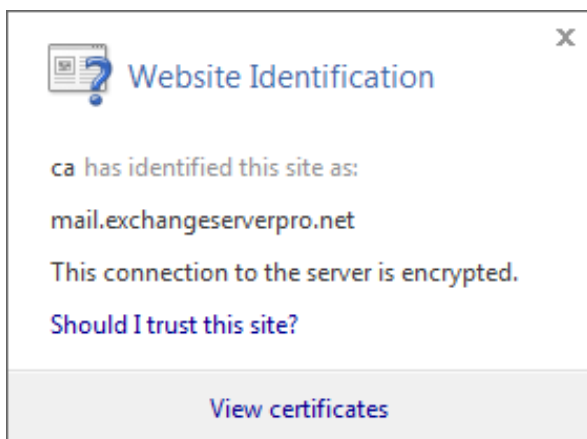 Website Identification
ca has identified this site as:
mail.exchangeserverpro.net
This connection to the server is encrypted.
Should I trust this site?
View certificates